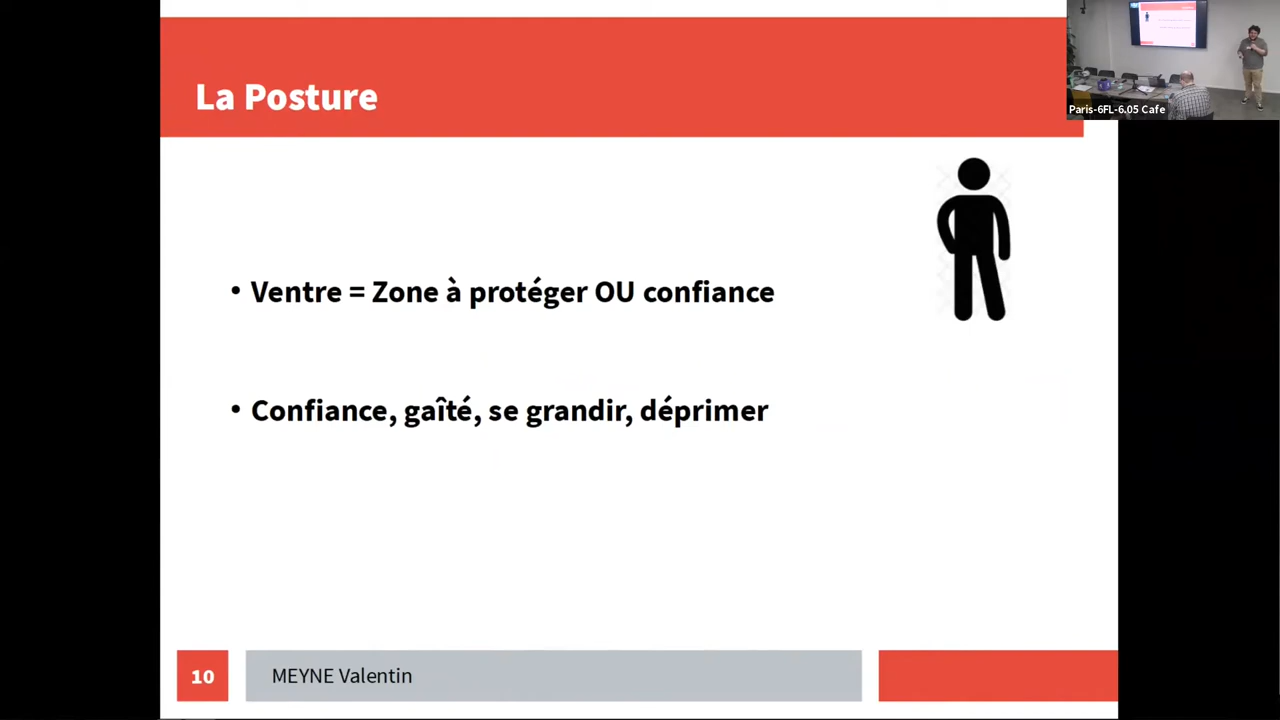 La Posture
Paris-6FL-6.05 Cafe
• Ventre = Zone à protéger OU confiance
• Confiance, gaîté, se grandir, déprimer
10
MEYNE Valentin